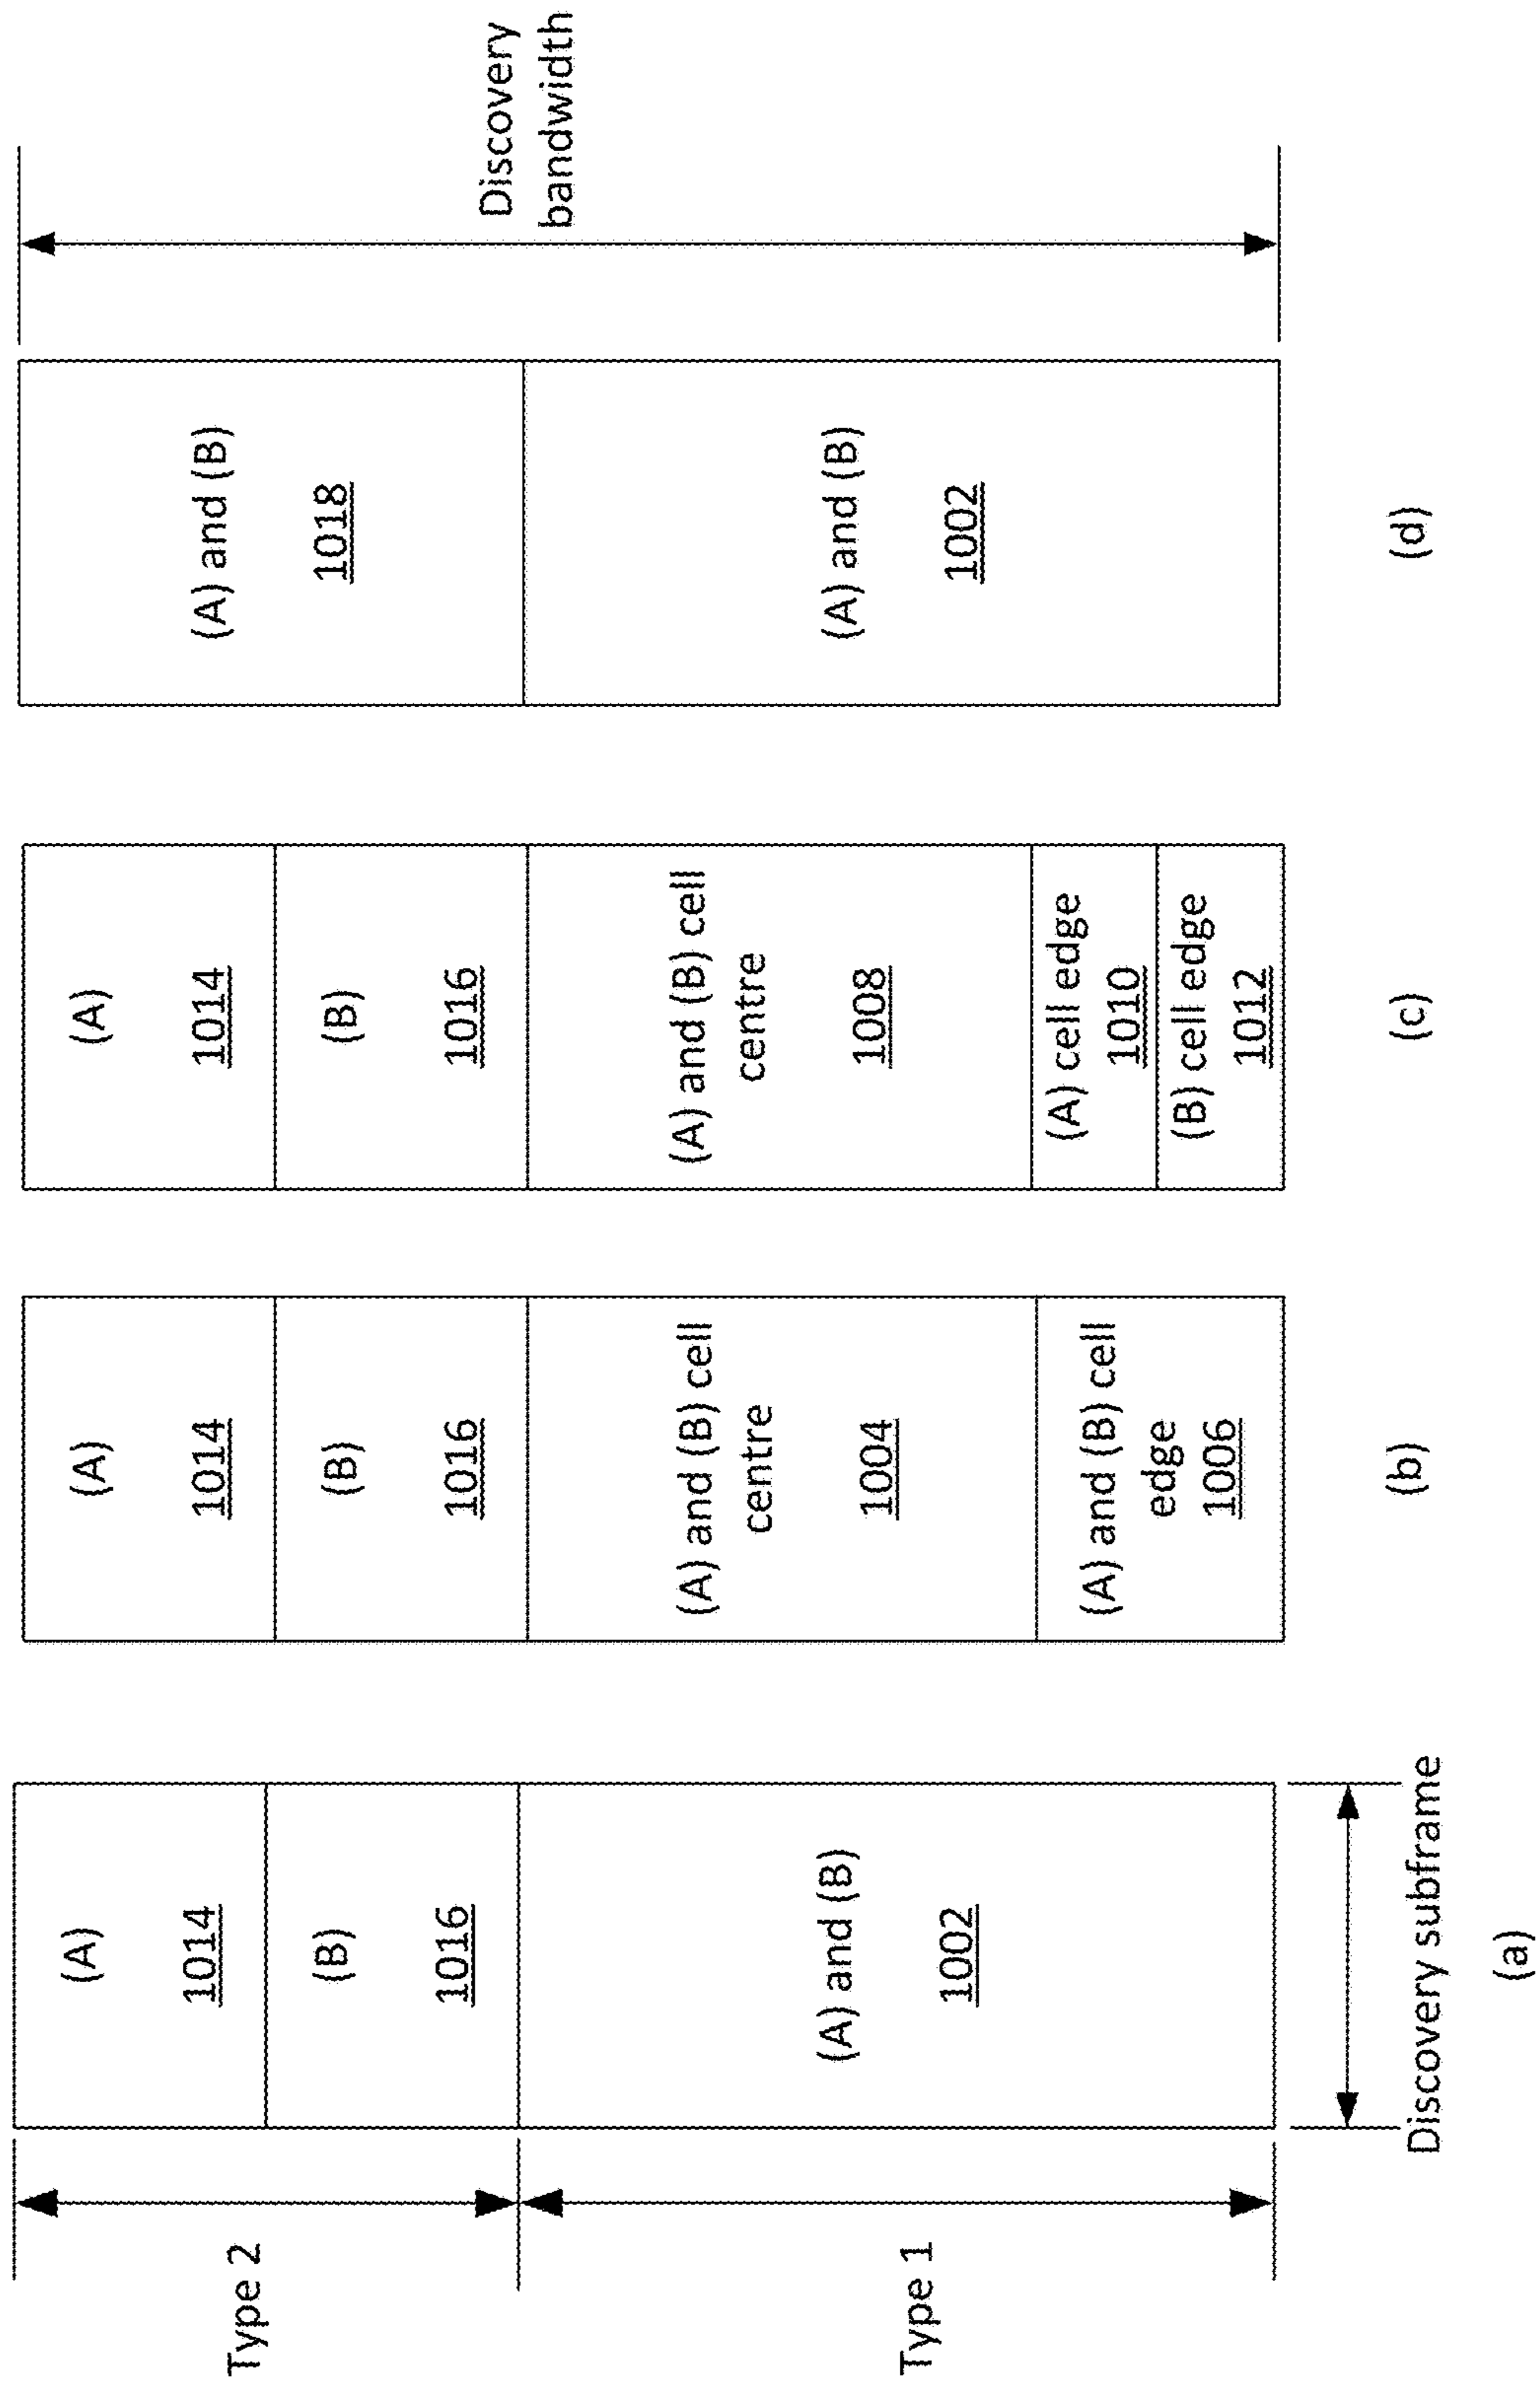 Type 2
Type 1
(A)
1014
(B)
1016
(A) and (B)
1002
Discovery subframe
(a)
(A)
1014
(B)
1016
(A) and (B) cell
centre
1004
(A) and (B) cell
edge
1006
(b)
(A)
1014
(B)
1016
(A) and (B) cell
centre
1008
(A) cell edge
1010
(B) cell edge
1012
(c)
(A) and (B)
1018
(A) and (B)
1002
(d)
Discovery
bandwidth